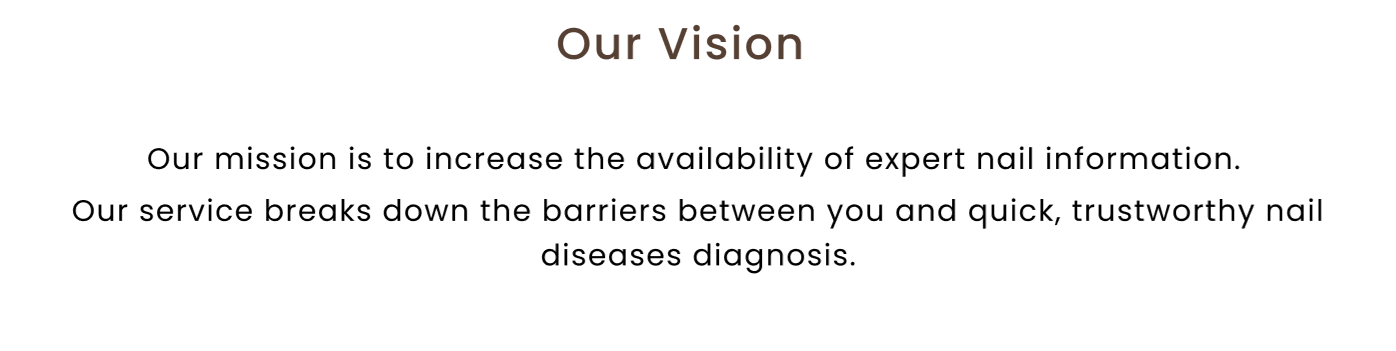 Our Vision
Our mission is to increase the availability of expert nail information.
Our service breaks down the barriers between you and quick, trustworthy nail
diseases diagnosis.